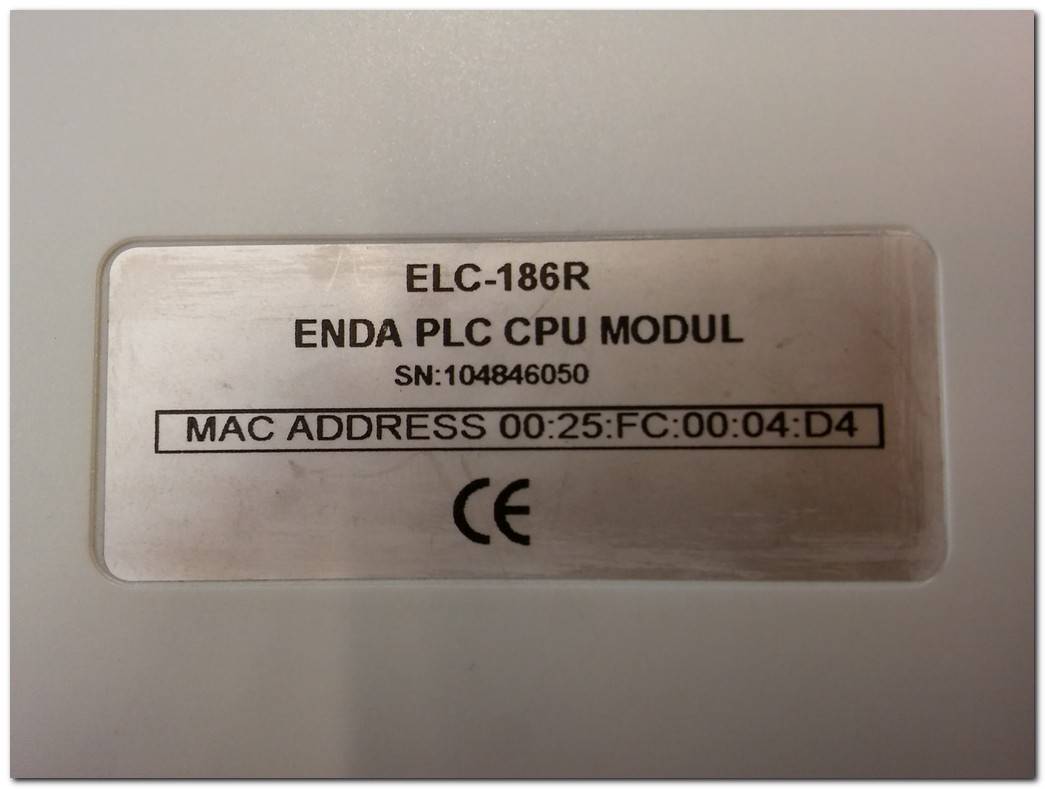 ELC-186R
ENDA PLC CPU MODUL
SN:104846050
MAC ADDRESS 00:25:FC:00:04:D4
CE